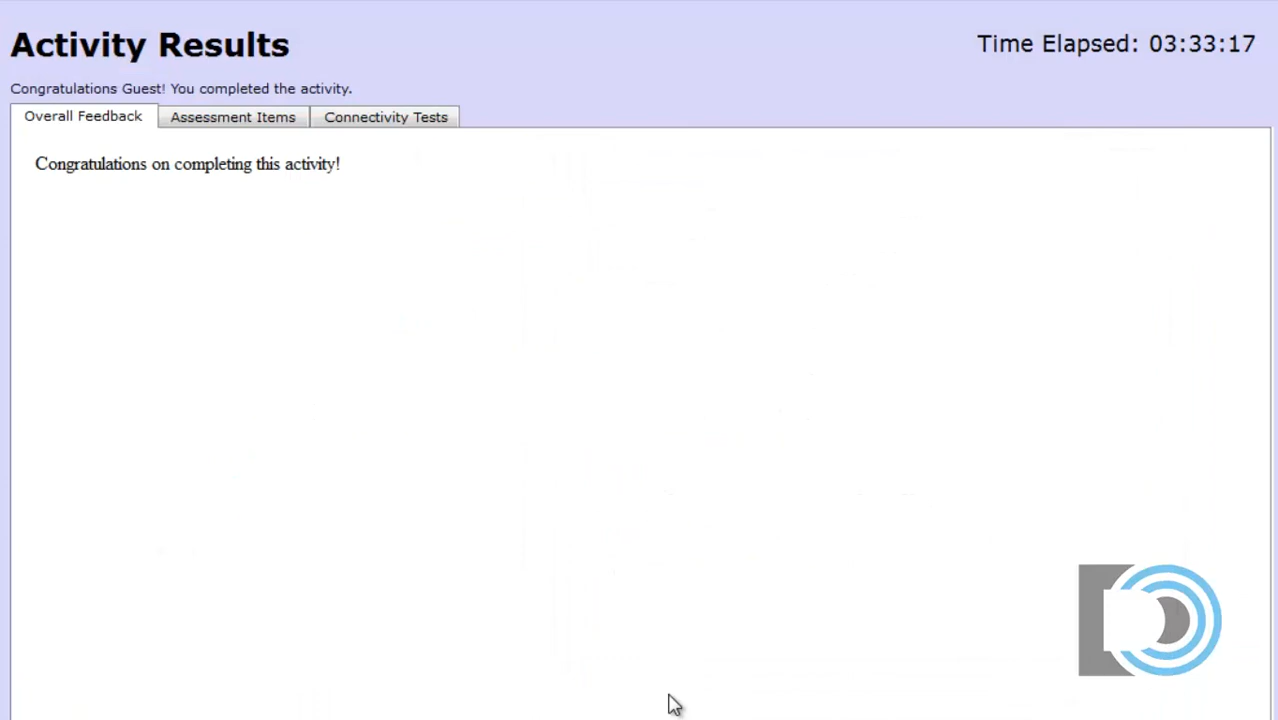 Activity Results
Time Elapsed: 03:33:17
Congratulations Guest! You completed the activity.
Overall Feedback
Assessment Items
Connectivity Tests
Congratulations on completing this activity!